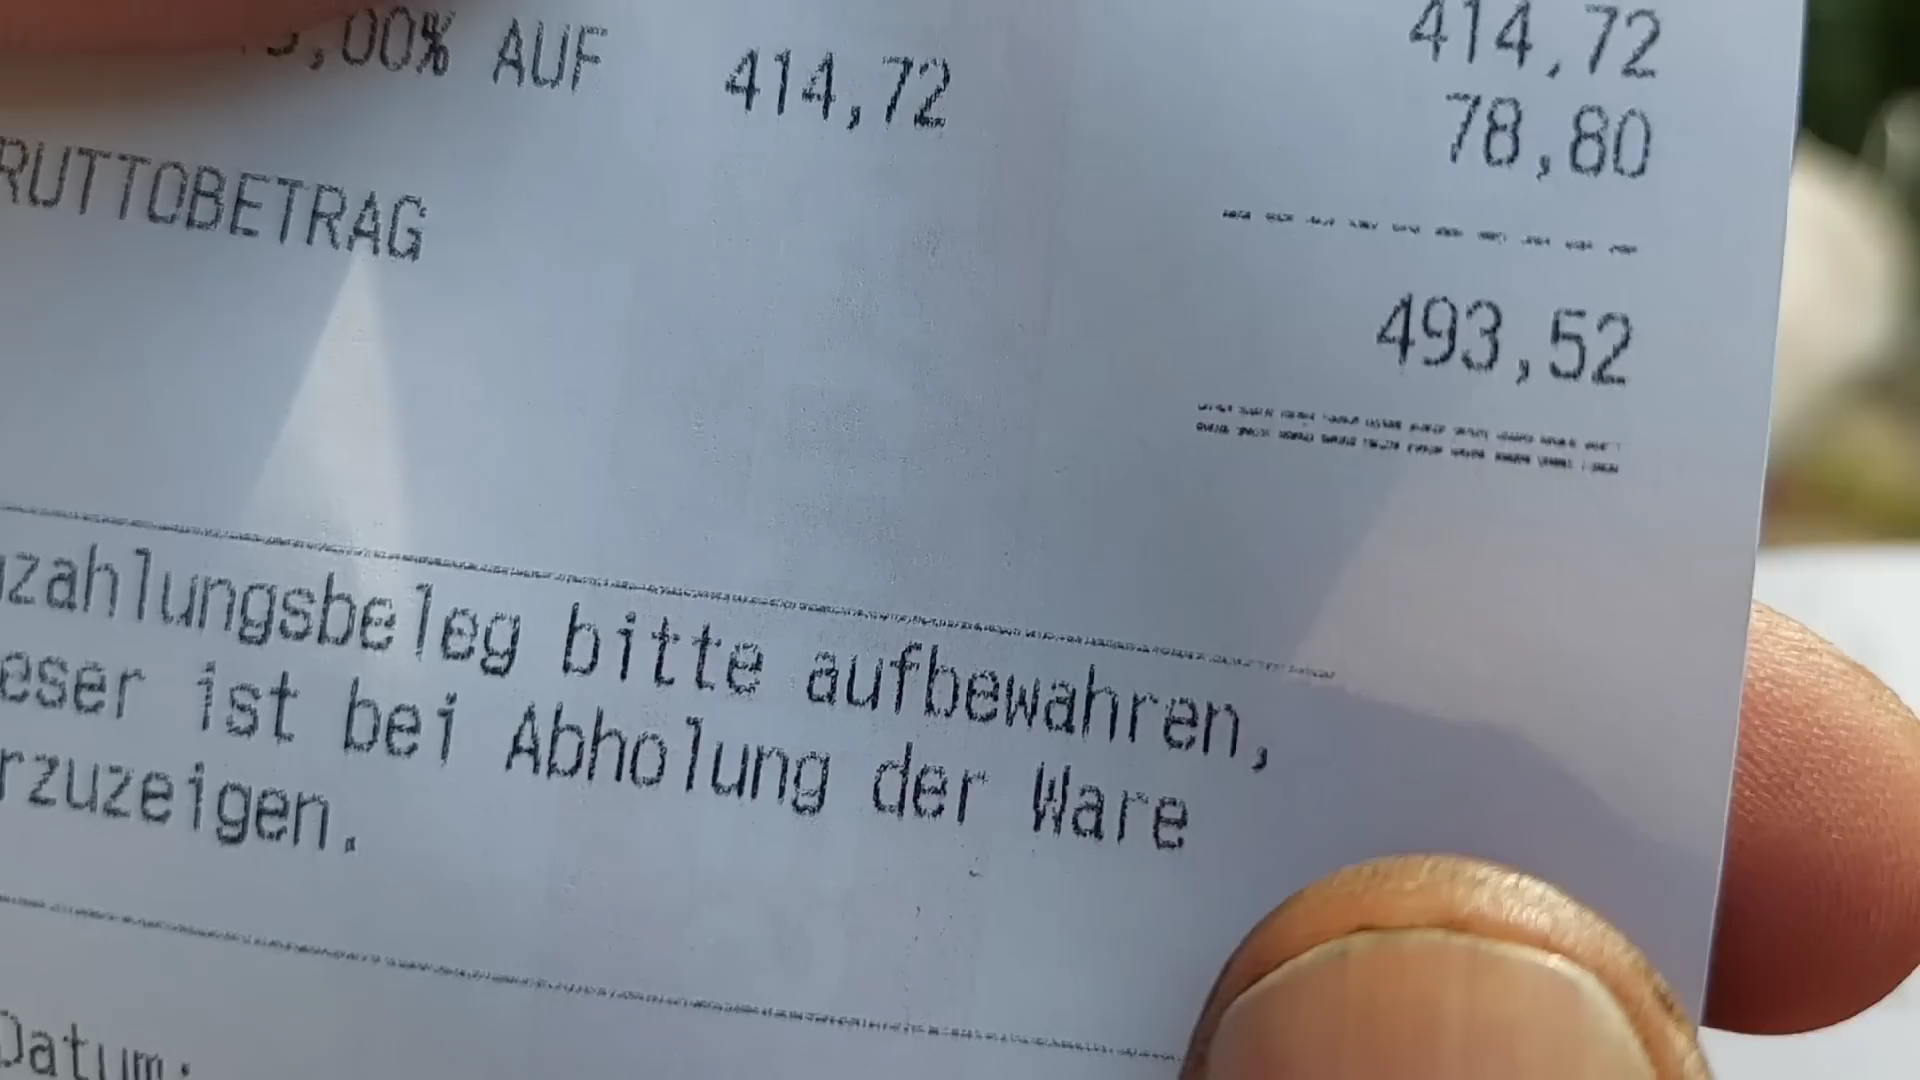 414,72
,00% AUF 414,72 78,80
RUTTOBETRAG 493,52
zahlungsbeleg bitte aufbewahren,
eser ist bei Abholung der Ware
rzuzeigen.
Datum: